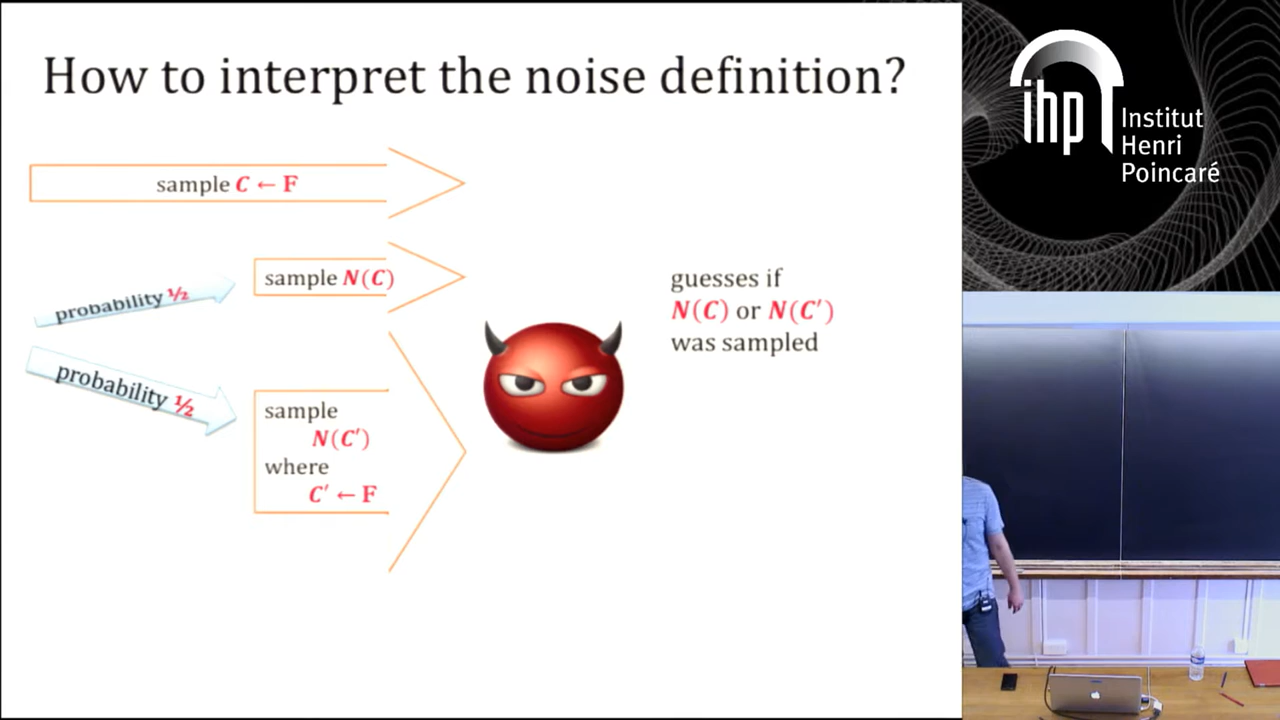 How to interpret the noise definition?
sample C ← F
probability ½
sample N(C)
probability ½
sample
N(C')
where
C' ← F
guesses if
N(C) or N(C')
was sampled
ihp
Institut
Henri
Poincaré